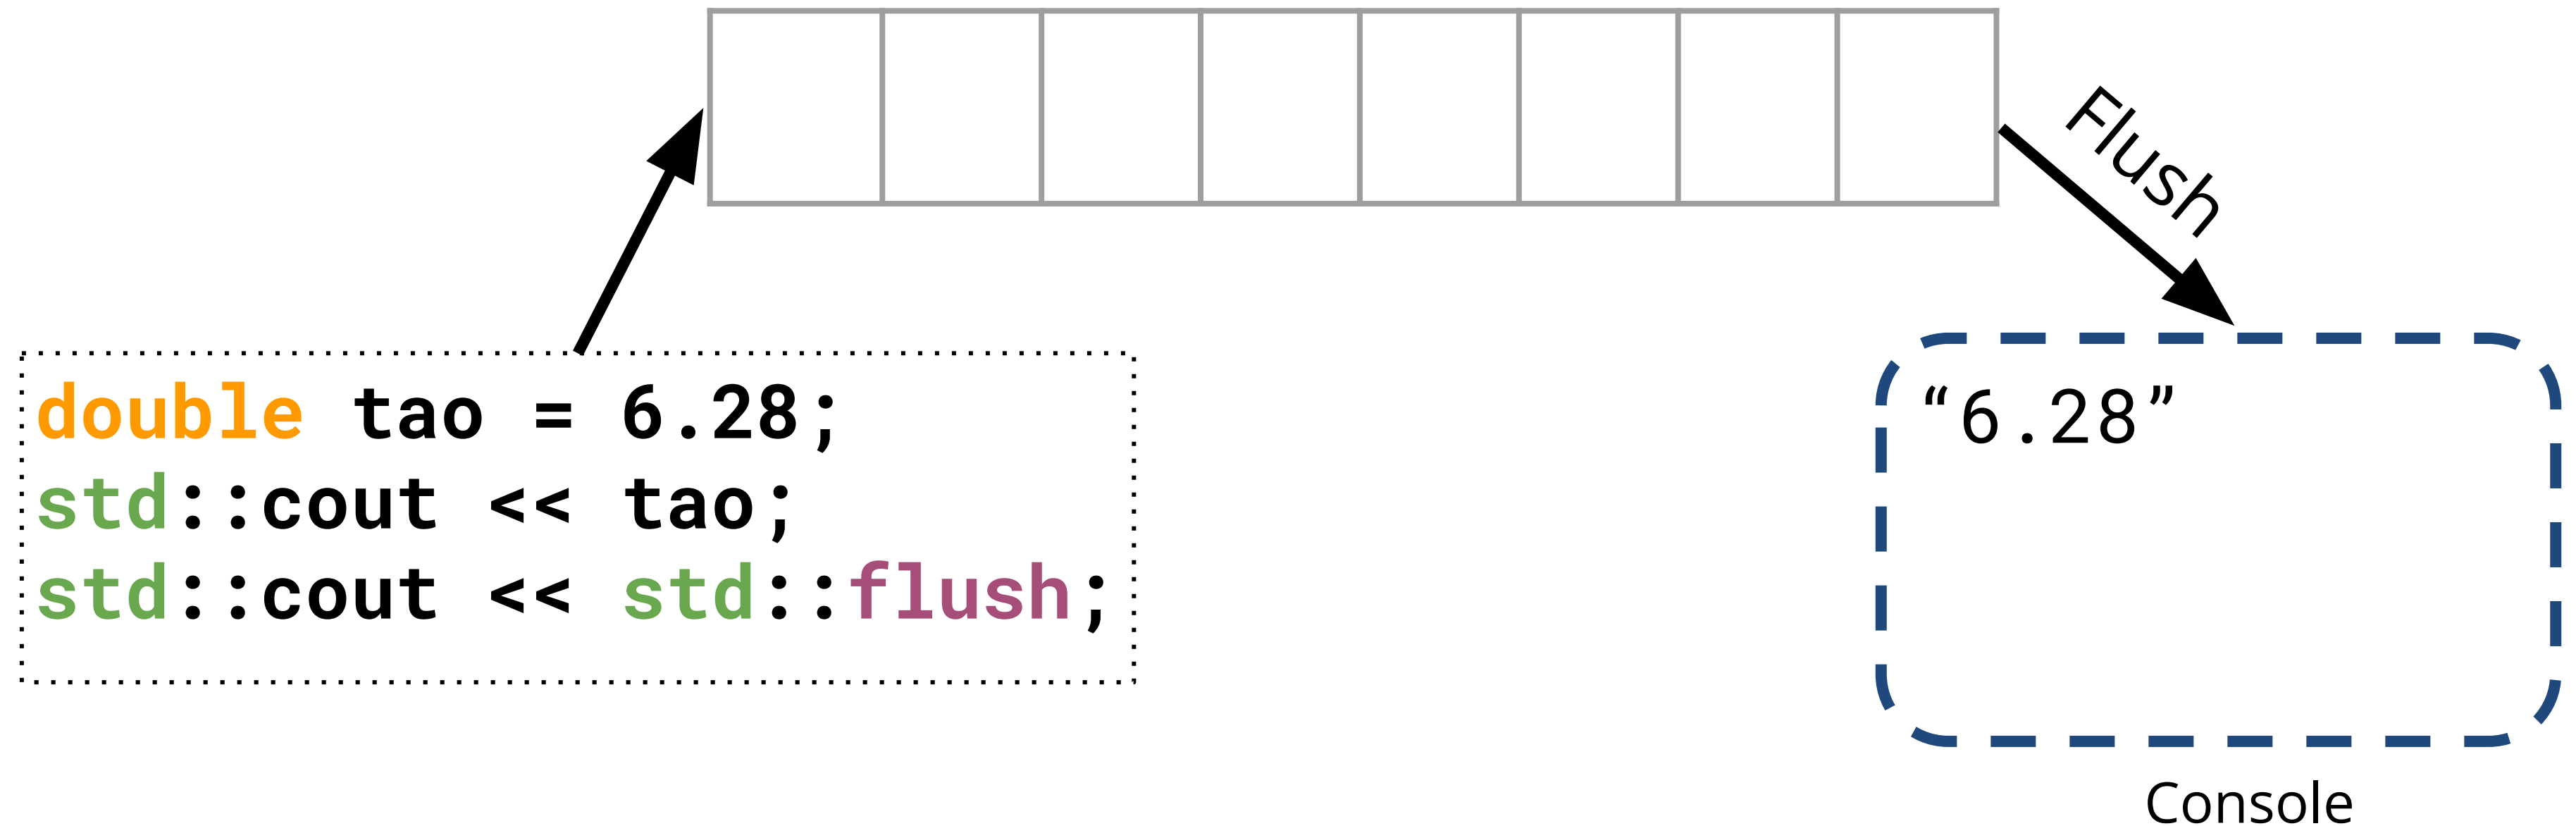 Flush
double tao = 6.28;
std::cout << tao;
std::cout << std::flush;
“6.28”
Console